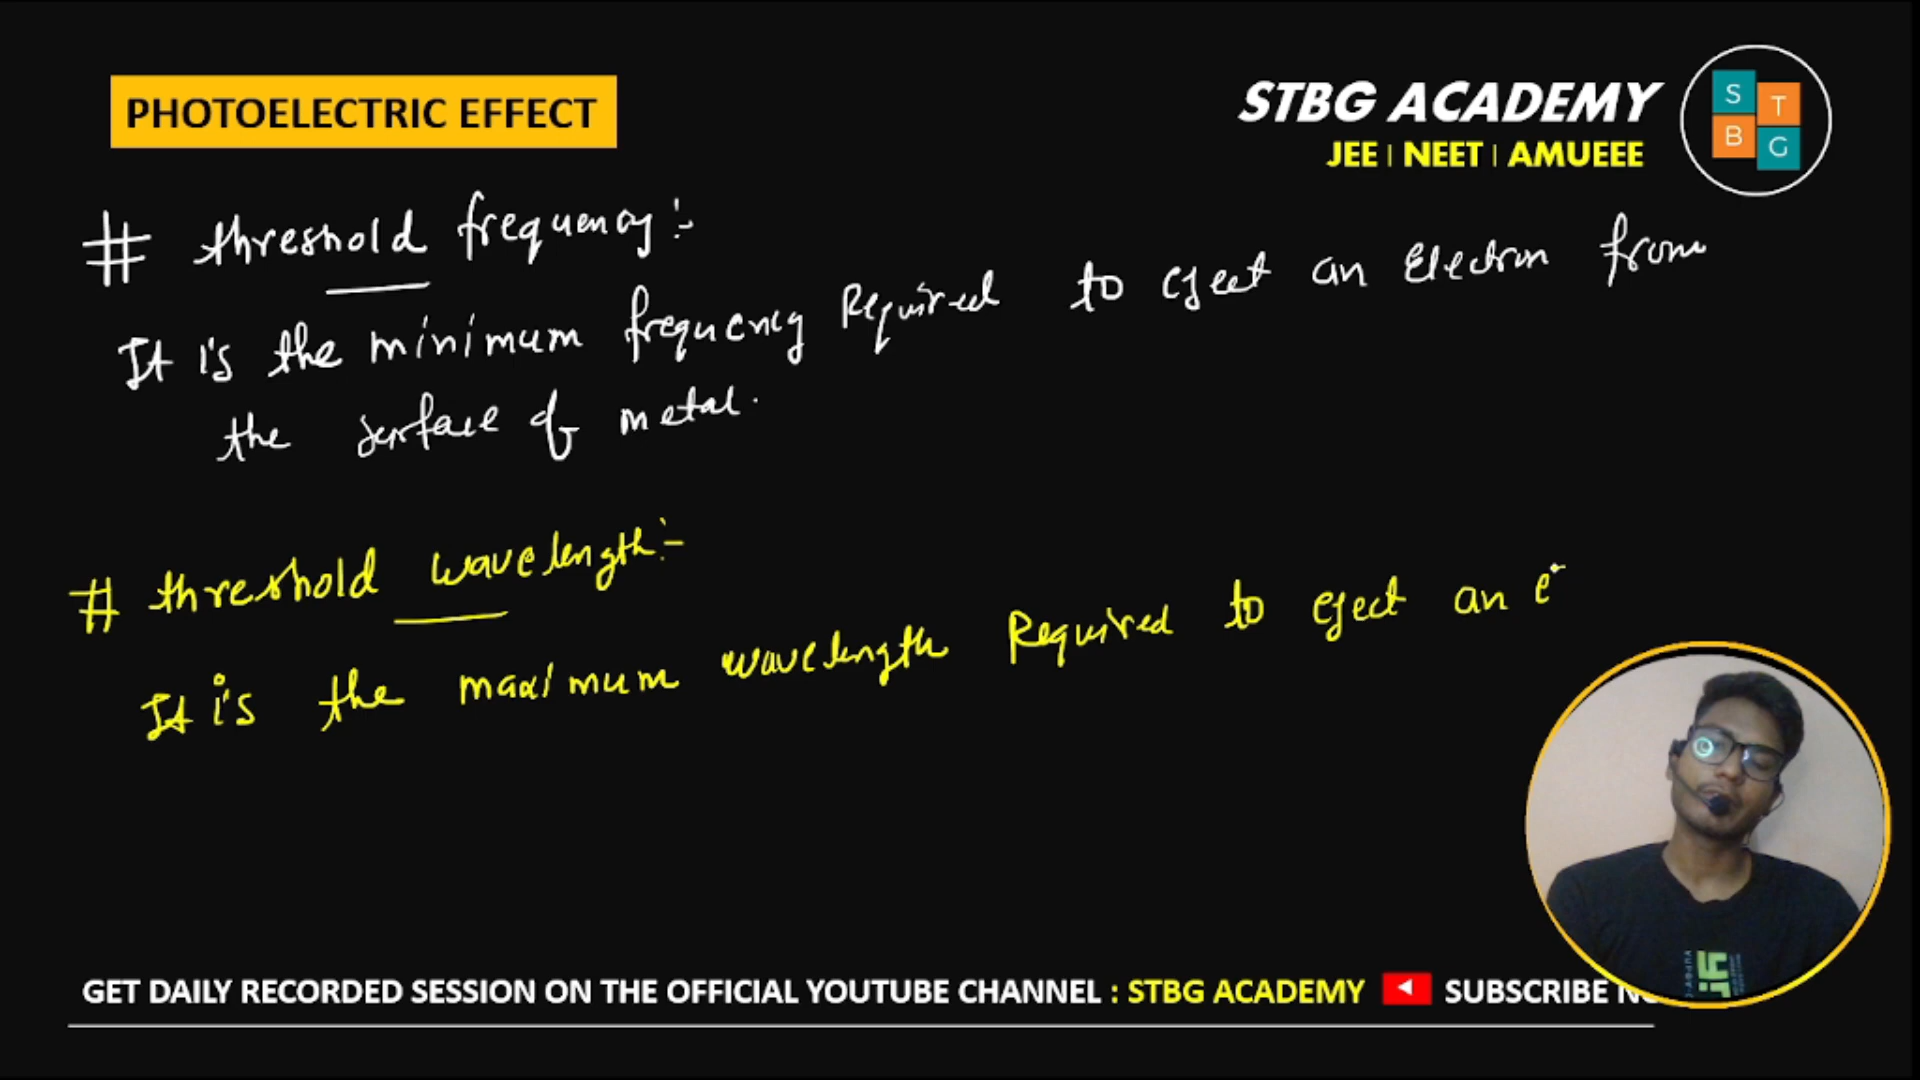 PHOTOELECTRIC EFFECT
STBG ACADEMY
JEE | NEET | AMUEEE
S T
B G
# threshold frequency:-
It is the minimum frequency Required to eject an Electron from
the surface of metal.
# threshold wavelength:-
It is the maximum wavelength Required to eject an e
GET DAILY RECORDED SESSION ON THE OFFICIAL YOUTUBE CHANNEL : STBG ACADEMY SUBSCRIBE